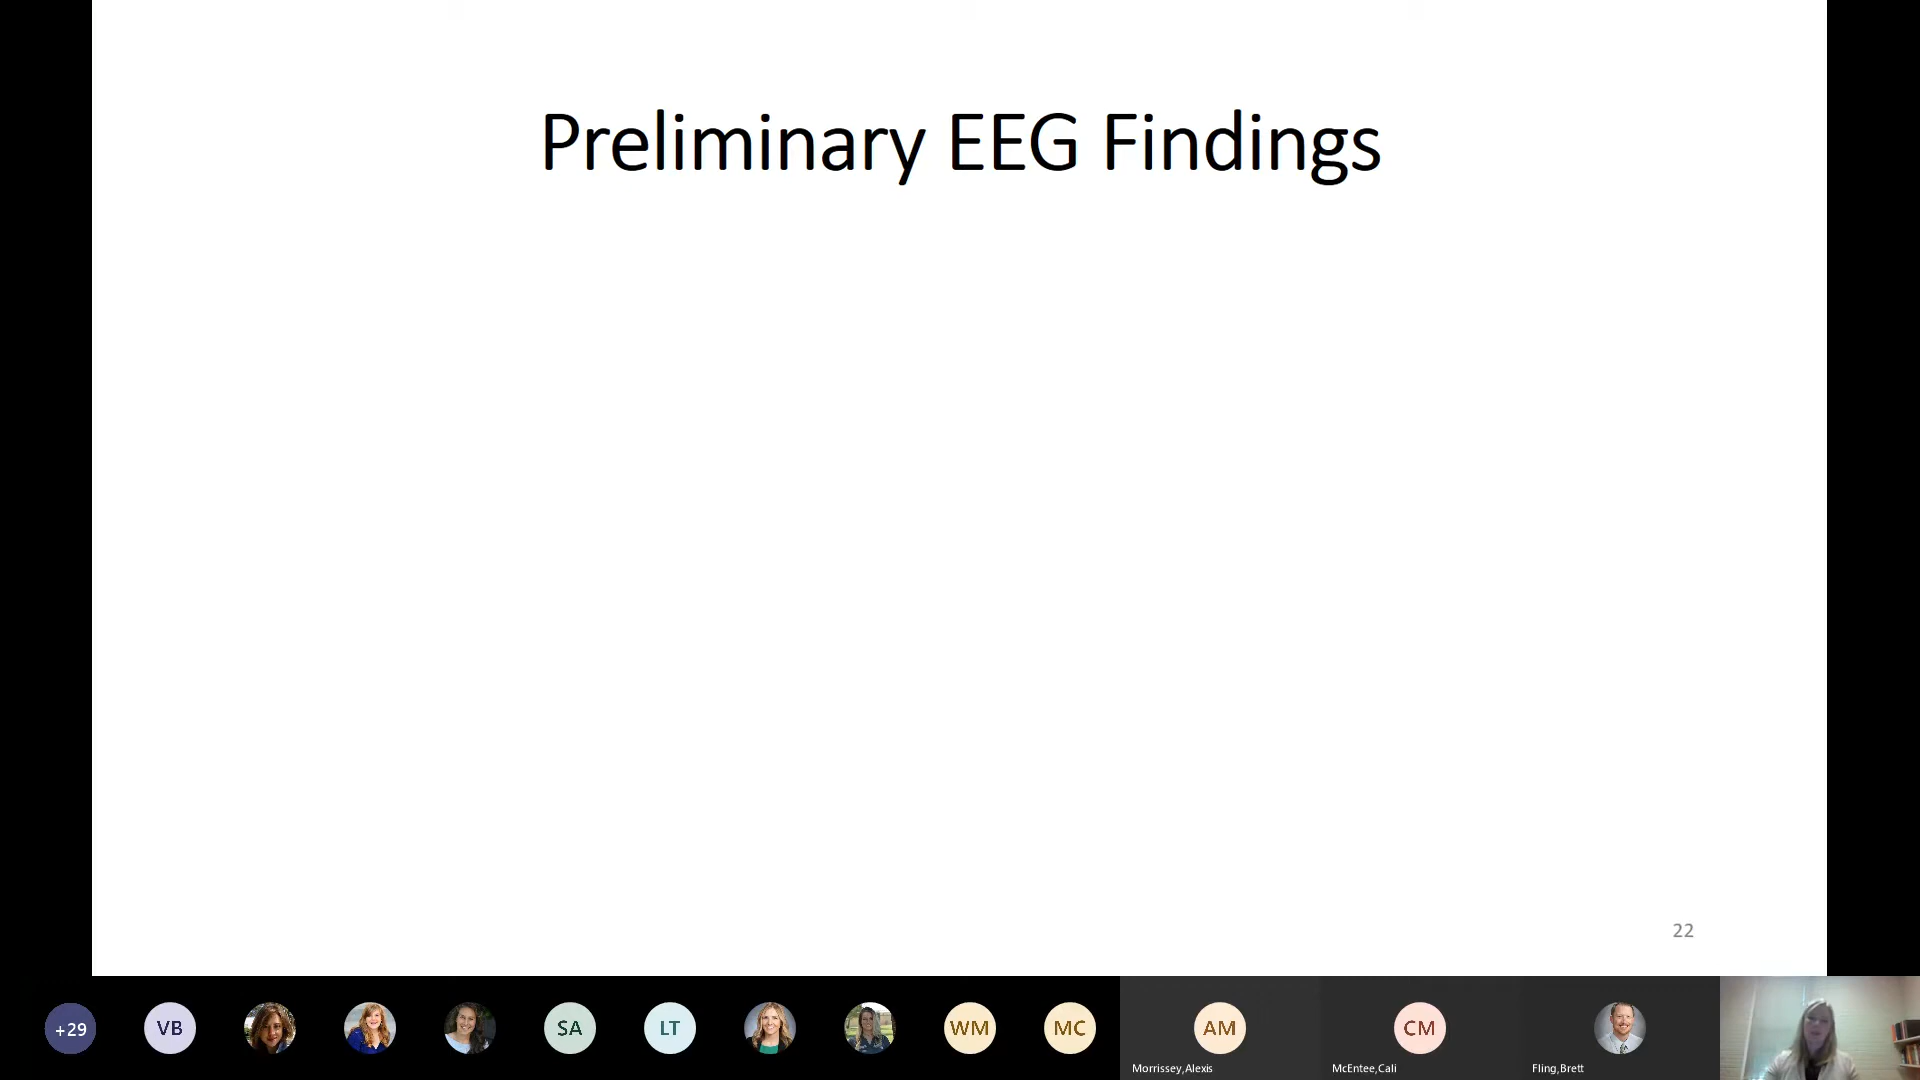 Preliminary EEG Findings
22
+29
VB
SA
LT
WM
MC
AM
CM
Morrissey,Alexis
McEntee,Cali
Fling,Brett